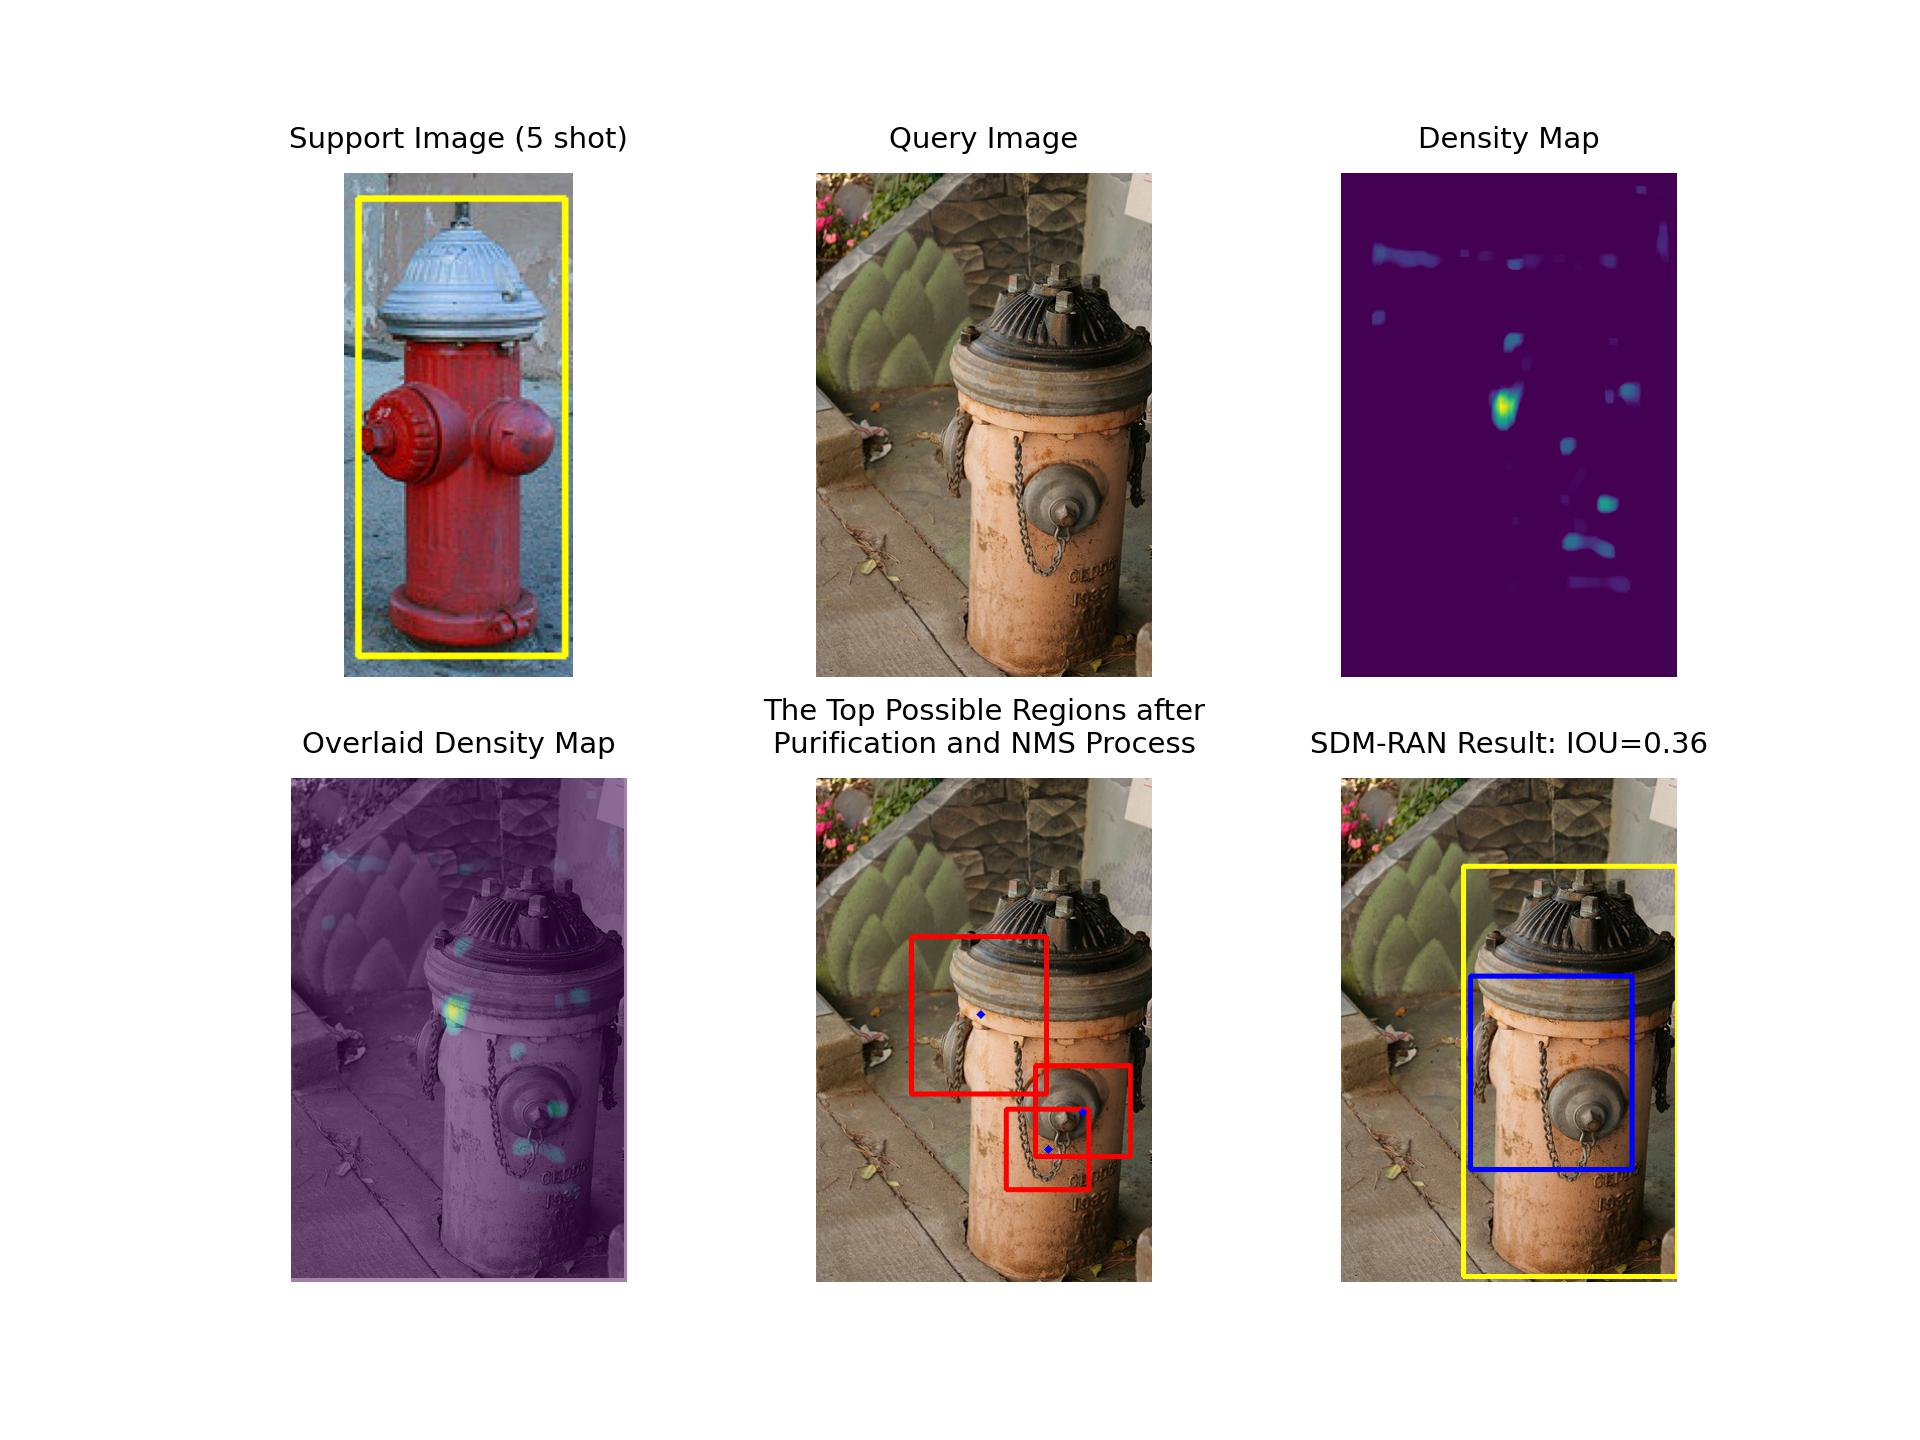 Support Image (5 shot)
Query Image
Density Map
Overlaid Density Map
The Top Possible Regions after
Purification and NMS Process
SDM-RAN Result: IOU=0.36